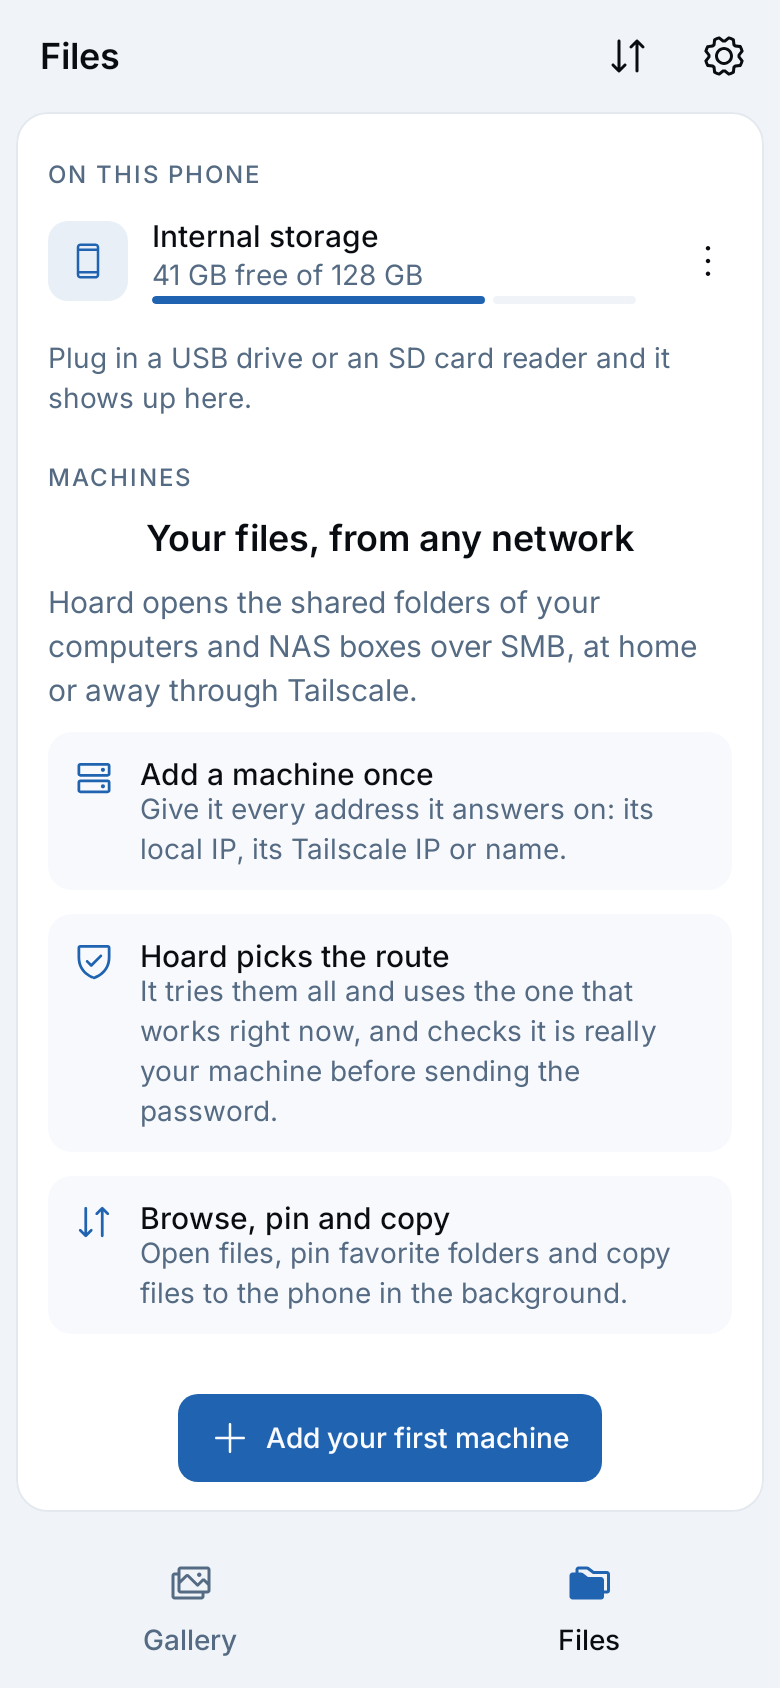 Files
ON THIS PHONE
Internal storage
41 GB free of 128 GB
Plug in a USB drive or an SD card reader and it
shows up here.
MACHINES
Your files, from any network
Hoard opens the shared folders of your
computers and NAS boxes over SMB, at home
or away through Tailscale.
Add a machine once
Give it every address it answers on: its
local IP, its Tailscale IP or name.
Hoard picks the route
It tries them all and uses the one that
works right now, and checks it is really
your machine before sending the
password.
Browse, pin and copy
Open files, pin favorite folders and copy
files to the phone in the background.
Add your first machine
Gallery
Files